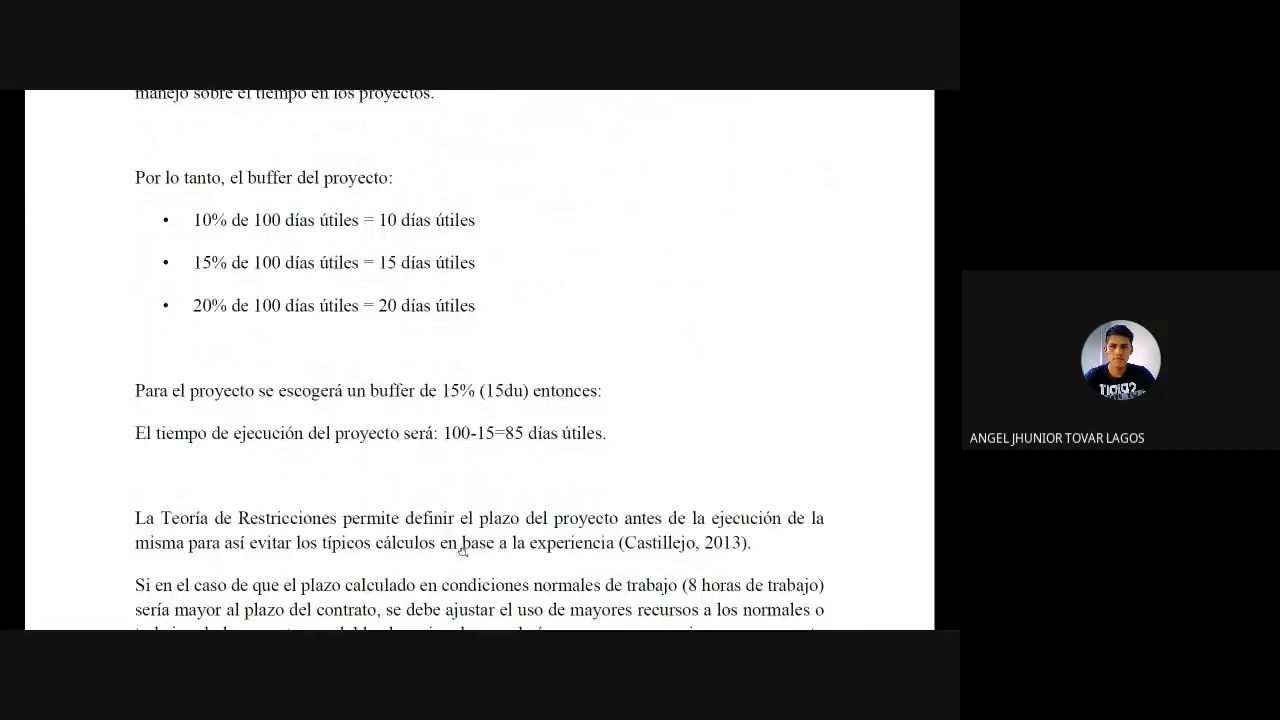 manejo sobre el tiempo en los proyectos.
Por lo tanto, el buffer del proyecto:
• 10% de 100 días útiles = 10 días útiles
• 15% de 100 días útiles = 15 días útiles
• 20% de 100 días útiles = 20 días útiles
Para el proyecto se escogerá un buffer de 15% (15du) entonces:
El tiempo de ejecución del proyecto será: 100-15=85 días útiles.
La Teoría de Restricciones permite definir el plazo del proyecto antes de la ejecución de la
misma para así evitar los típicos cálculos en base a la experiencia (Castillejo, 2013).
Si en el caso de que el plazo calculado en condiciones normales de trabajo (8 horas de trabajo)
sería mayor al plazo del contrato, se debe ajustar el uso de mayores recursos a los normales o
ANGEL JHUNIOR TOVAR LAGOS